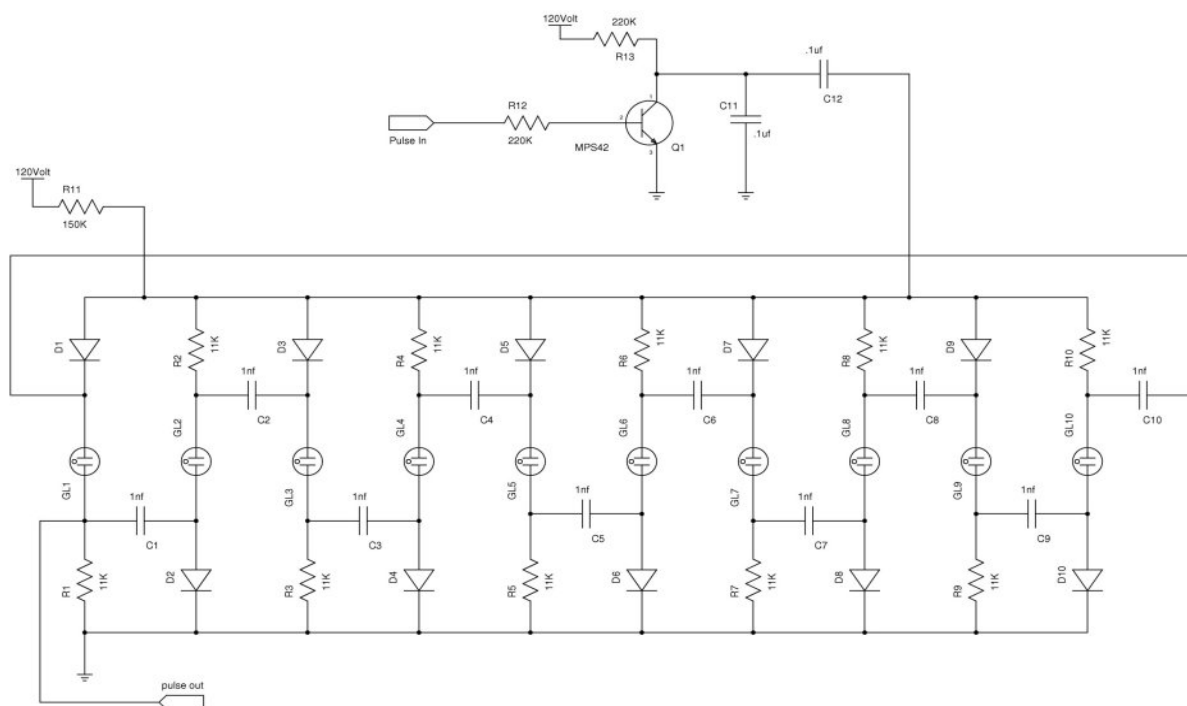 120Volt
220K
R13
.1uf
C12
C11
.1uf
R12
220K
Pulse In
1
2
3
MPS42
Q1
120Volt
R11
150K
D1
R2
11K
D3
R4
11K
D5
R6
11K
D7
R8
11K
D9
R10
11K
1nf
C2
1nf
C4
1nf
C6
1nf
C8
1nf
C10
GL1
GL2
GL3
GL4
GL5
GL6
GL7
GL8
GL9
GL10
1nf
C1
1nf
C3
1nf
C5
1nf
C7
1nf
C9
R1
11K
D2
R3
11K
D4
R5
11K
D6
R7
11K
D8
R9
11K
D10
pulse out